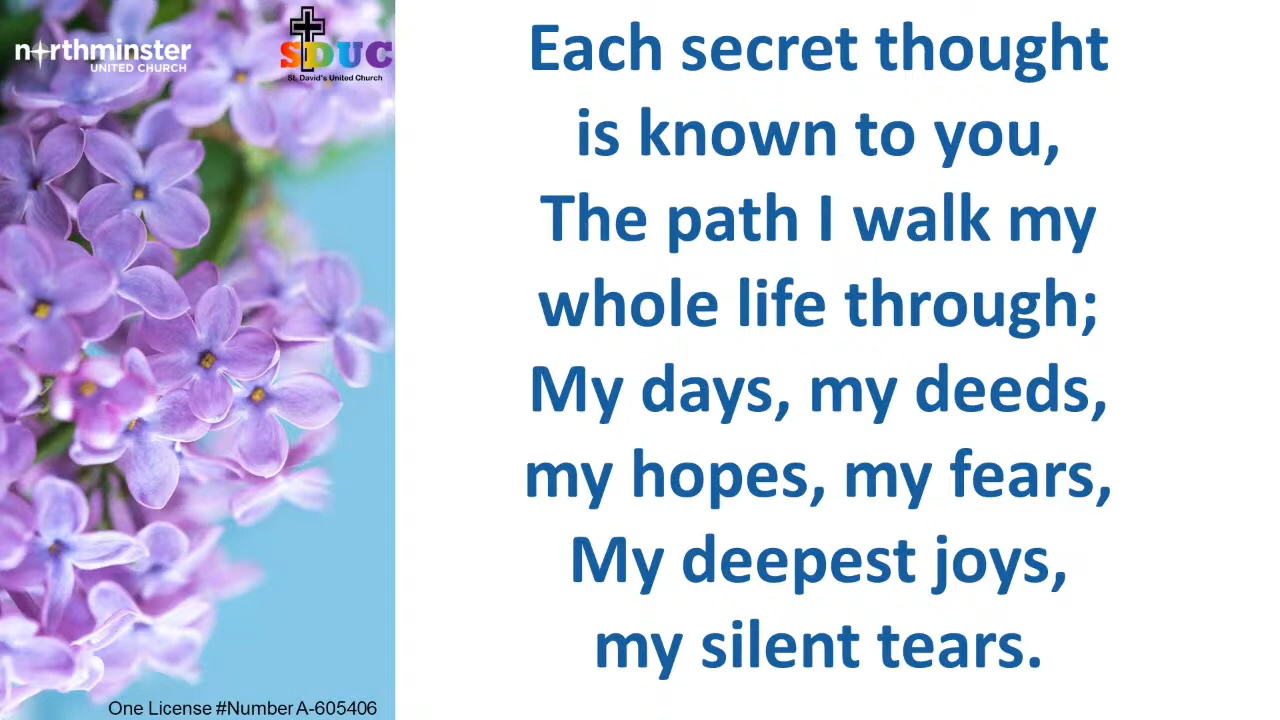 northminster
UNITED CHURCH
SDUC
St. David's United Church
Each secret thought
is known to you,
The path I walk my
whole life through;
My days, my deeds,
my hopes, my fears,
My deepest joys,
my silent tears.
One License #Number A-605406